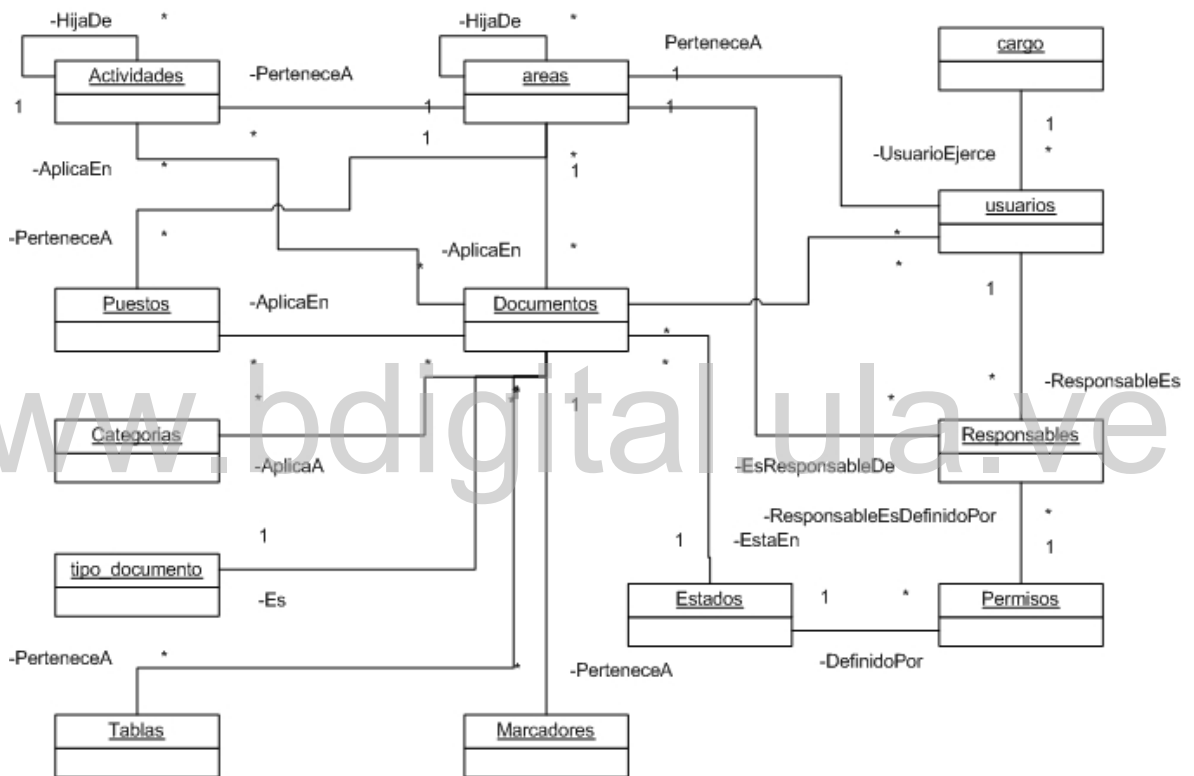 -HijaDe * -HijaDe *
PerteneceA cargo
Actividades -PerteneceA areas 1
1 1 1
* 1 1
-AplicaEn * * -UsuarioEjerce *
1
usuarios
-PerteneceA * -AplicaEn * *
* *
Puestos -AplicaEn Documentos 1
*
* * * *
* * 1 * -ResponsableEs
www.bdigital.ula.ve
Categorias Responsables
-AplicaA -EsResponsableDe
-ResponsableEsDefinidoPor *
1 1 -EstaEn 1
tipo_documento
-Es Estados 1 * Permisos
-PerteneceA * * -PerteneceA -DefinidoPor
Tablas Marcadores